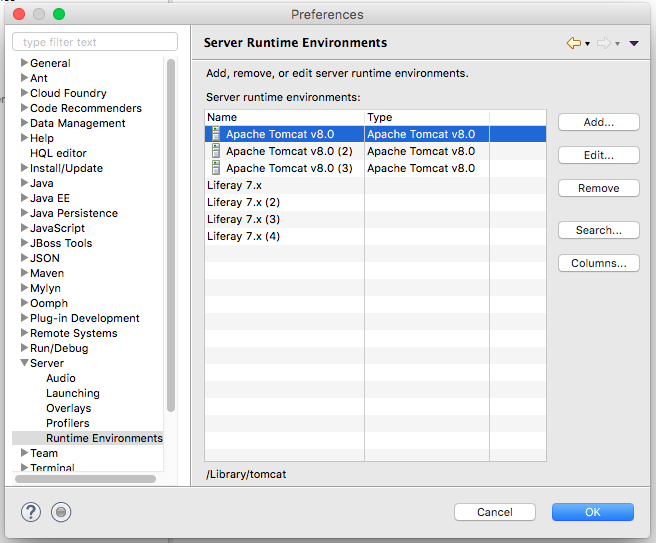 Preferences
type filter text
General
Ant
Cloud Foundry
Code Recommenders
Data Management
Help
HQL editor
Install/Update
Java
Java EE
Java Persistence
JavaScript
JBoss Tools
JSON
Maven
Mylyn
Oomph
Plug-in Development
Remote Systems
Run/Debug
Server
Audio
Launching
Overlays
Profilers
Runtime Environments
Team
Terminal
Server Runtime Environments
Add, remove, or edit server runtime environments.
Server runtime environments:
Name Type
Apache Tomcat v8.0 Apache Tomcat v8.0
Apache Tomcat v8.0 (2) Apache Tomcat v8.0
Apache Tomcat v8.0 (3) Apache Tomcat v8.0
Liferay 7.x
Liferay 7.x (2)
Liferay 7.x (3)
Liferay 7.x (4)
Add...
Edit...
Remove
Search...
Columns...
/Library/tomcat
?
Cancel
OK